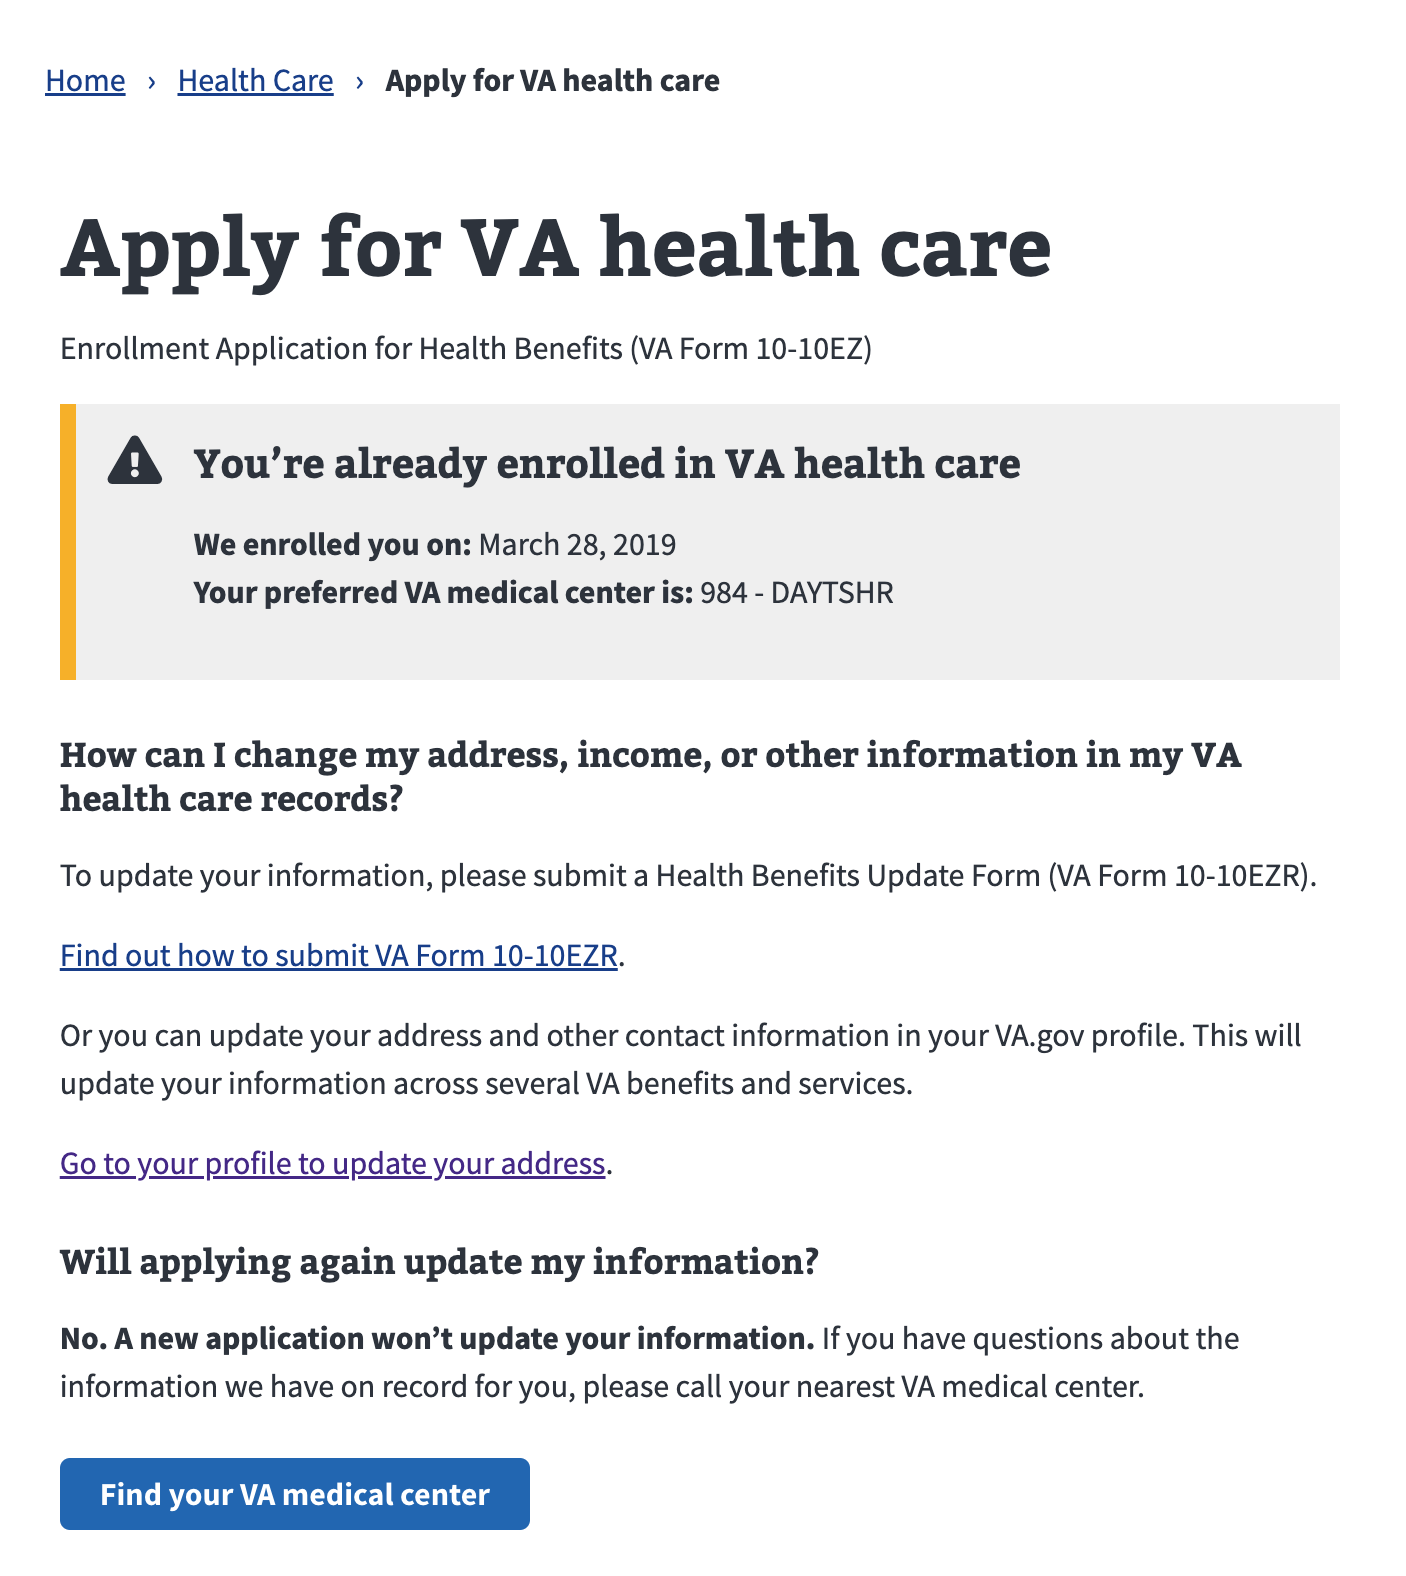 Home › Health Care › Apply for VA health care
Apply for VA health care
Enrollment Application for Health Benefits (VA Form 10-10EZ)
You’re already enrolled in VA health care
We enrolled you on: March 28, 2019
Your preferred VA medical center is: 984 - DAYTSHR
How can I change my address, income, or other information in my VA
health care records?
To update your information, please submit a Health Benefits Update Form (VA Form 10-10EZR).
Find out how to submit VA Form 10-10EZR.
Or you can update your address and other contact information in your VA.gov profile. This will
update your information across several VA benefits and services.
Go to your profile to update your address.
Will applying again update my information?
No. A new application won’t update your information. If you have questions about the
information we have on record for you, please call your nearest VA medical center.
Find your VA medical center